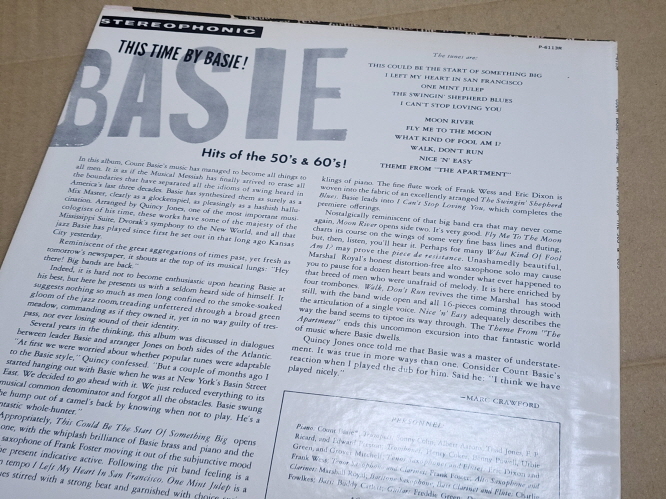 STEREOPHONIC
P-6113R
THIS TIME BY BASIE!
BASIE
Hits of the 50's & 60's!
The tunes are:
THIS COULD BE THE START OF SOMETHING BIG
I LEFT MY HEART IN SAN FRANCISCO
ONE MINT JULEP
THE SWINGIN' SHEPHERD BLUES
I CAN'T STOP LOVING YOU
MOON RIVER
FLY ME TO THE MOON
WHAT KIND OF FOOL AM I?
WALK, DON'T RUN
NICE 'N' EASY
THEME FROM "THE APARTMENT"
In this album, Count Basie's music has managed to become all things to
all men. It is as if the Musical Messiah has finally arrived to erase all
the boundaries that have separated all the idioms of swing heard in
America's last three decades. Basie has synthesized them as surely as a
Mix Master, clearly as a glockenspiel, as pleasingly as a hashish hallu-
cination. Arranged by Quincy Jones, one of the most important musi-
cologists of his time, these works have some of the majesty of the
Mississippi Suite, Dvorak's symphony to the New World, and all that
jazz Basie has played since first he set out in that long ago Kansas
City yesterday.
Reminiscent of the great aggregations of times past, yet fresh as
tomorrow's newspaper, it shouts at the top of its musical lungs: "Hey
there! Big bands are back."
Indeed, it is hard not to become enthusiastic upon hearing Basie at
his best, but here he presents us with a seldom heard side of himself. It
suggests nothing so much as men long confined to the smoke-soaked
gloom of the jazz room, treading unfettered through a broad green
meadow, commanding as if they owned it, yet in no way guilty of tres-
pass, nor ever losing sound of their identity.
Several years in the thinking, this album was discussed in dialogues
between leader Basie and arranger Jones on both sides of the Atlantic.
"At first we were worried about whether popular tunes were adaptable
to the Basie style," Quincy confessed. "But a couple of months ago I
started hanging out with Basie when he was at New York's Basin Street
East. We decided to go ahead with it. We just reduced everything to its
musical common denominator and forgot all the obstacles. Basie swung
the hump out of a camel's back by knowing when not to play. He's a
ntastic whole-hunter."
Appropriately, This Could Be The Start Of Something Big opens
one, with the whiplash brilliance of Basie brass and piano and the
saxophone of Frank Foster moving it out of the subjunctive mood
e present indicative active. Following the pit band feeling is a
n tempo I Left My Heart In San Francisco. One Mint Julep is a
ues stirred with a strong beat and garnished with choice
klings of piano. The fine flute work of Frank Wess and Eric Dixon is
woven into the fabric of an excellently arranged The Swingin' Shepherd
Blues. Basie leads into I Can't Stop Loving You, which completes the
premiere offerings.
Nostalgically reminiscent of that big band era that may never come
again, Moon River opens side two. It's very good. Fly Me To The Moon
charts its course on the wings of some very fine bass lines and fluting,
but, then, listen, you'll hear it. Perhaps for many What Kind Of Fool
Am I? may prove the piece de resistance. Unashamedly beautiful,
Marshal Royal's honest distortion-free alto saxophone solo may cause
you to pause for a dozen heart beats and wonder what ever happened to
that breed of men who were unafraid of melody. It is here enriched by
four trombones. Walk, Don't Run revives the time Marshal has stood
still, with the band wide open and all 16-pieces coming through with
the articulation of a single voice. Nice 'n' Easy adequately describes the
way the band seems to tiptoe its way through. The Theme From "The
Apartment" ends this uncommon excursion into that fantastic world
of music where Basie dwells.
Quincy Jones once told me that Basie was a master of understate-
ment. It was true in more ways than one. Consider Count Basie's
reaction when I played the dub for him. Said he: "I think we have
played nicely."
—MARC CRAWFORD
PERSONNEL
Piano: Count Basie; Thad Jones, F. P.
Ricard, and
Green, and Grover Mitchell;
Frank Wess
Clarinet: Marshal Royal;
Fowlkes; Bass: Buddy Catlett; Guitar: Freddie Green;